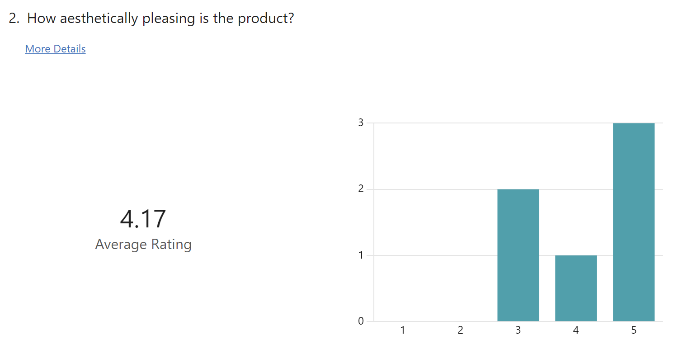 2. How aesthetically pleasing is the product?
More Details
4.17
Average Rating
3
2
1
0
1 2 3 4 5